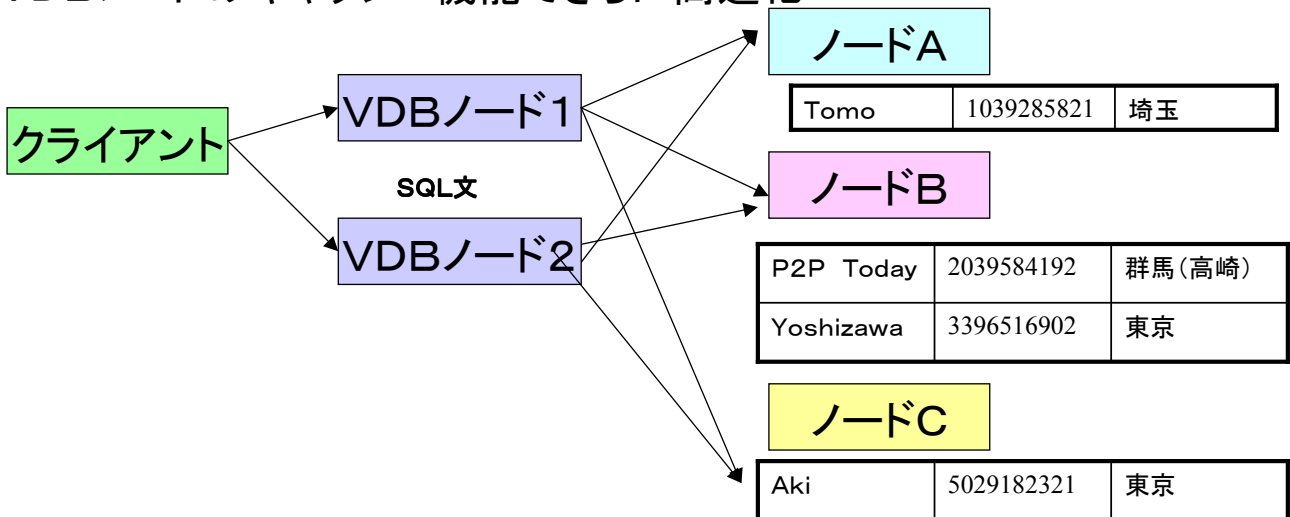 クライアント
VDBノード1
SQL文
VDBノード2
ノードA
Tomo 1039285821 埼玉
ノードB
P2P Today 2039584192 群馬(高崎)
Yoshizawa 3396516902 東京
ノードC
Aki 5029182321 東京